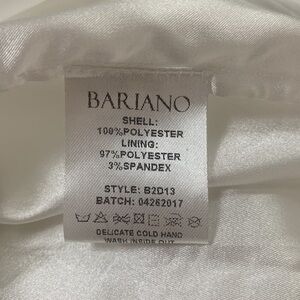 BARIANO
SHELL:
100%POLYESTER
LINING:
97%POLYESTER
3%SPANDEX
STYLE: B2D13
BATCH: 04262017
DELICATE COLD HAND
WASH INSIDE OUT